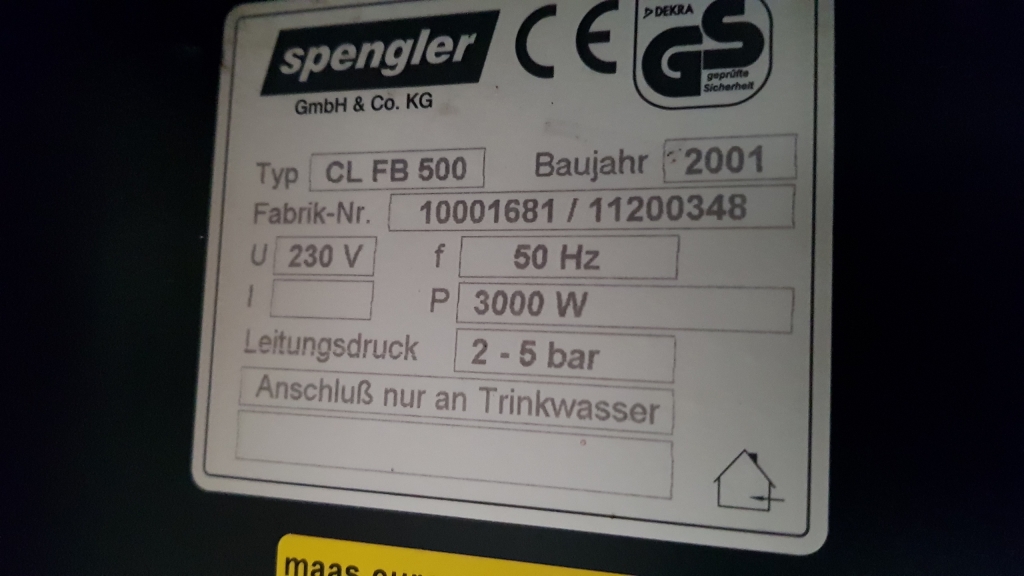 spengler
GmbH & Co. KG
CE
DEKRA
GS
geprüfte
Sicherheit
Typ CL FB 500 Baujahr 2001
Fabrik-Nr. 10001681 / 11200348
U 230 V f 50 Hz
I P 3000 W
Leitungsdruck 2 - 5 bar
Anschluß nur an Trinkwasser